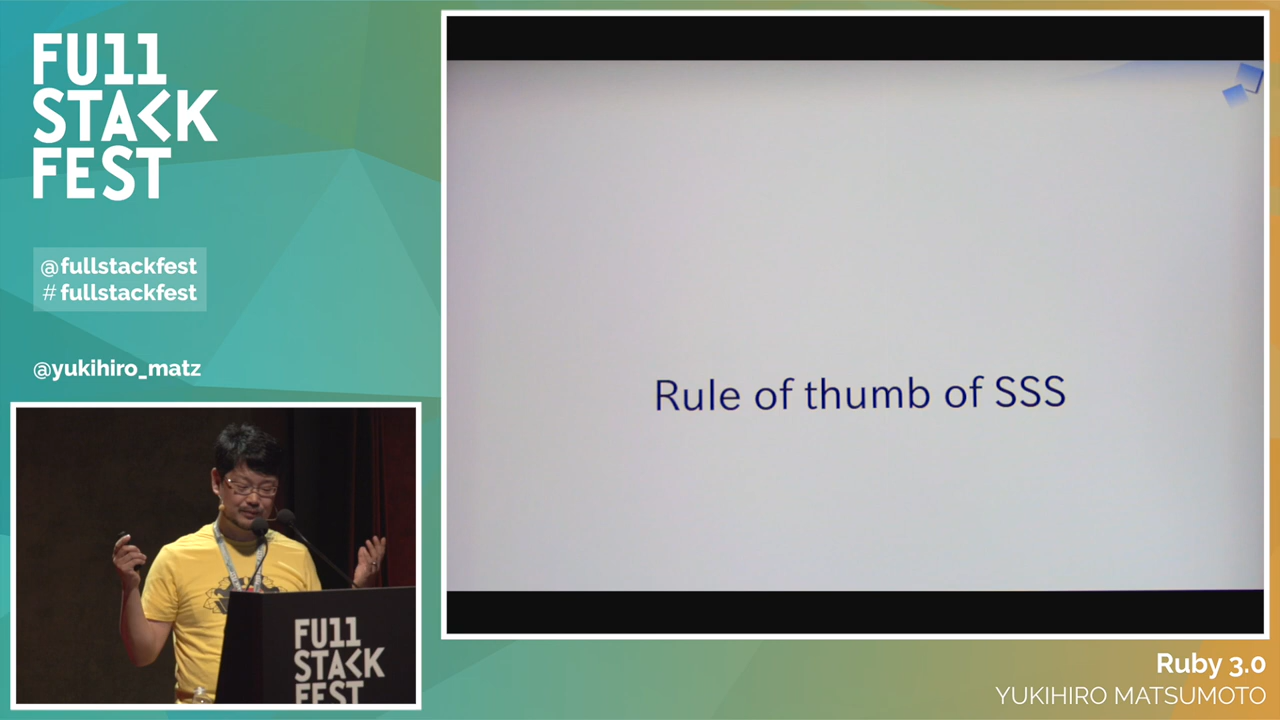 FU11
STACK
FEST
@fullstackfest
#fullstackfest
@yukihiro_matz
Rule of thumb of SSS
FU11
STACK
FEST
Ruby 3.0
YUKIHIRO MATSUMOTO